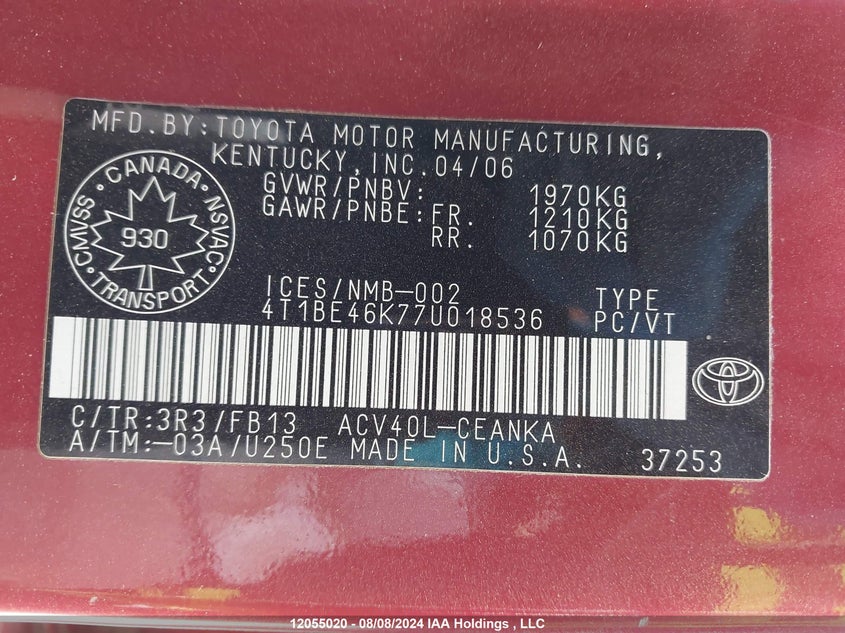 MFD.BY:TOYOTA MOTOR MANUFACTURING,
KENTUCKY,INC.04/06
GVWR/PNBV: 1970KG
GAWR/PNBE:FR. 1210KG
RR. 1070KG
CANADA
CMVSS
930
NSVAC
TRANSPORT
ICES/NMB-002
4T1BE46K77U018536
TYPE
PC/VT
C/TR:3R3/FB13 ACV40L-CEANKA
A/TM:-03A/U250E MADE IN U.S.A. 37253
12055020 - 08/08/2024 IAA Holdings , LLC